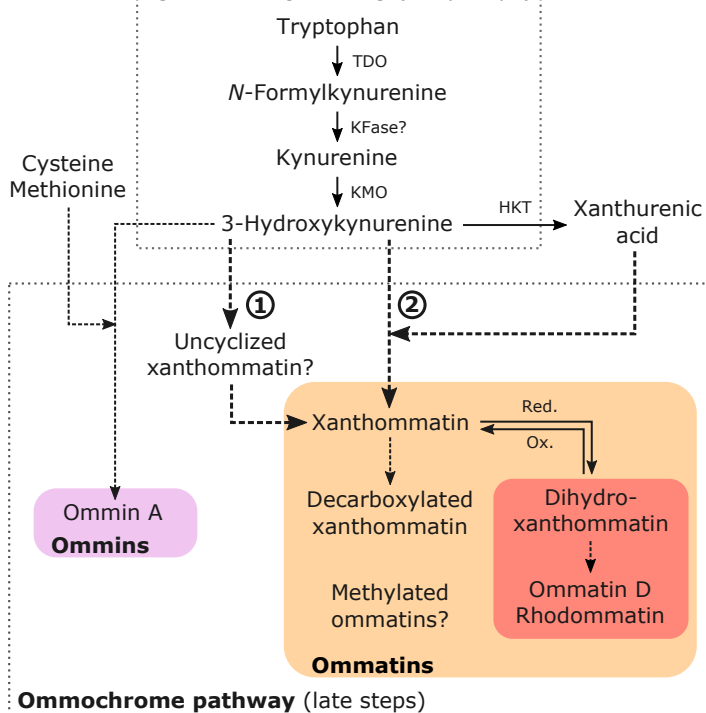 Tryptophan
TDO
N-Formylkynurenine
KFase?
Kynurenine
KMO
Cysteine
Methionine
3-Hydroxykynurenine
HKT
Xanthurenic
acid
1
2
Uncyclized
xanthommatin?
Xanthommatin
Red.
Ox.
Decarboxylated
xanthommatin
Dihydro-
xanthommatin
Ommin A
Ommins
Methylated
ommatins?
Ommatin D
Rhodommatin
Ommatins
Ommochrome pathway (late steps)